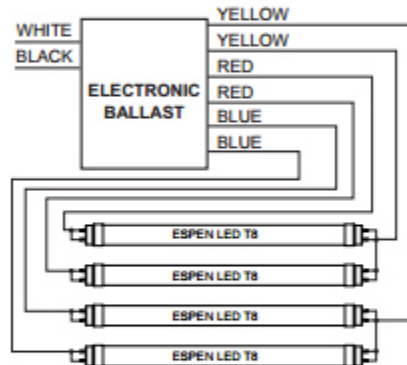 WHITE
BLACK
ELECTRONIC
BALLAST
YELLOW
YELLOW
RED
RED
BLUE
BLUE
ESPEN LED T8
ESPEN LED T8
ESPEN LED T8
ESPEN LED T8